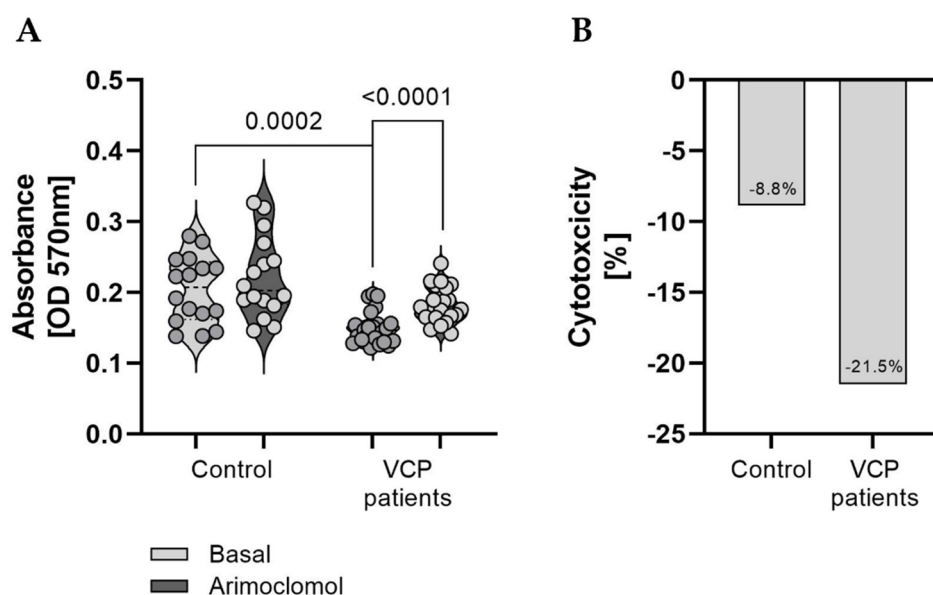 A
Absorbance
[OD 570nm]
0.5
0.4
0.3
0.2
0.1
0.0
0.0002
<0.0001
Control
VCP
patients
Basal
Arimoclomol
B
Cytotoxcicity
[%]
0
-5
-10
-15
-20
-25
-8.8%
-21.5%
Control
VCP
patients